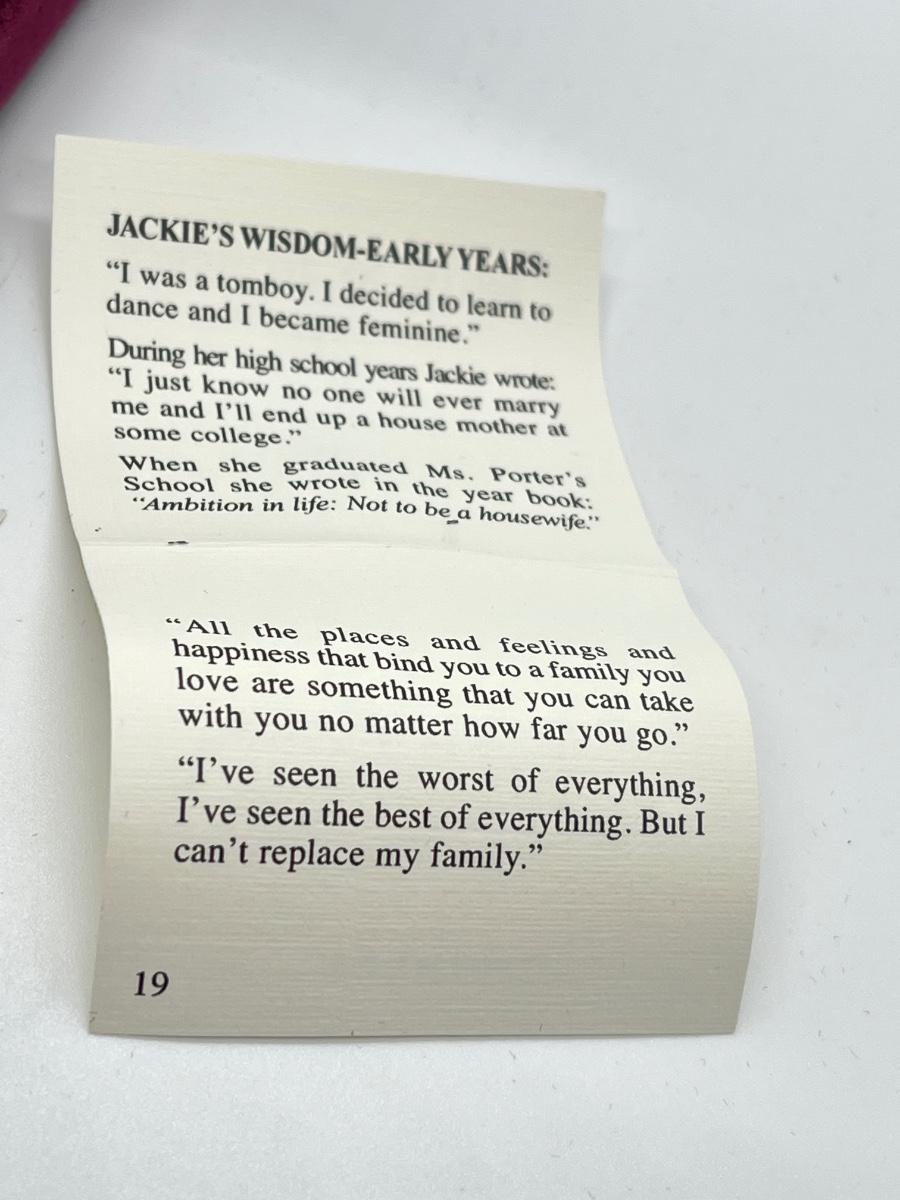 JACKIE'S WISDOM-EARLY YEARS:
"I was a tomboy. I decided to learn to
dance and I became feminine."
During her high school years Jackie wrote:
"I just know no one will ever marry
me and I'll end up a house mother at
some college."
When she graduated Ms. Porter's
School she wrote in the year book:
"Ambition in life: Not to be a housewife."
"All the places and feelings and
happiness that bind you to a family you
love are something that you can take
with you no matter how far you go."
"I've seen the worst of everything,
I've seen the best of everything. But I
can't replace my family."
19